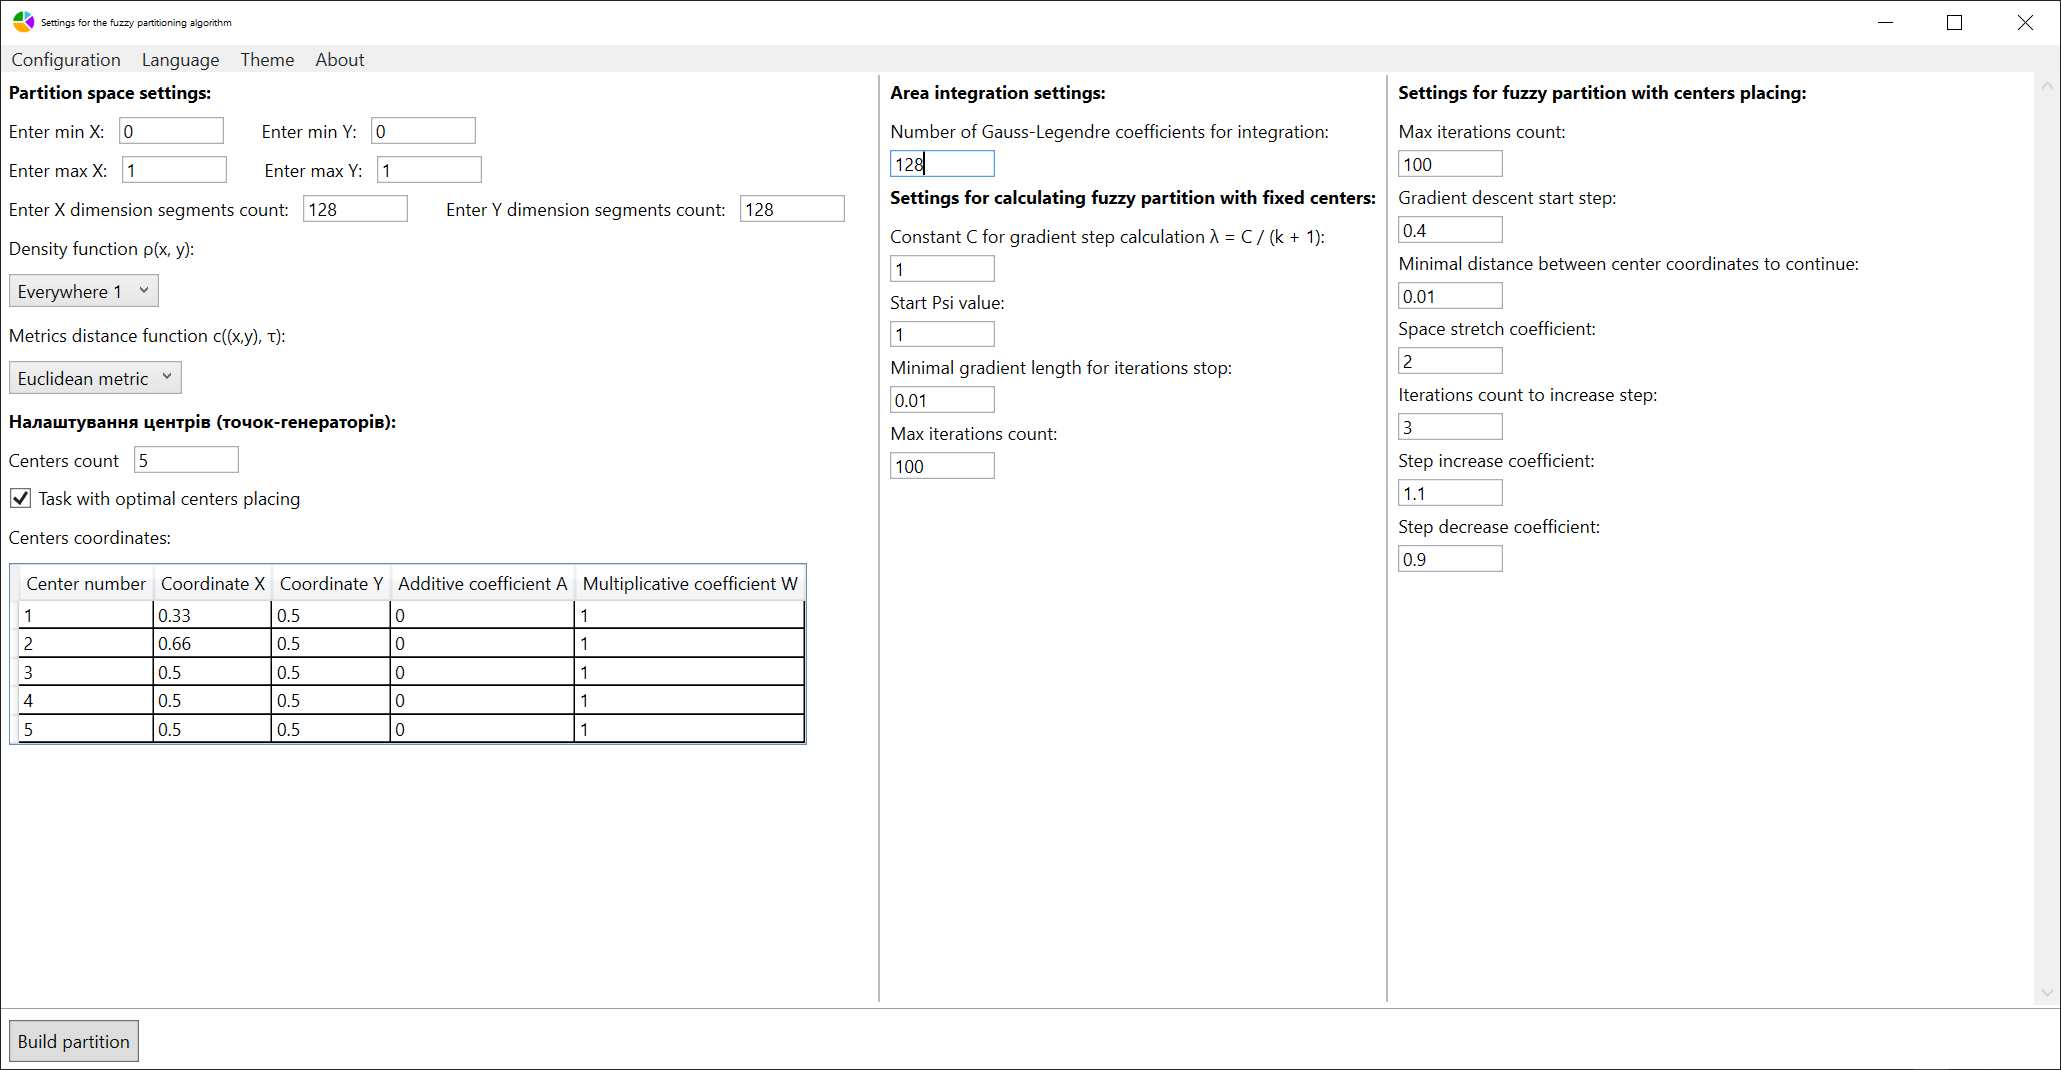 Settings for the fuzzy partitioning algorithm
Configuration Language Theme About
Partition space settings:
Enter min X: 0 Enter min Y: 0
Enter max X: 1 Enter max Y: 1
Enter X dimension segments count: 128 Enter Y dimension segments count: 128
Density function ρ(x, y):
Everywhere 1
Metrics distance function c((x,y), τ):
Euclidean metric
Налаштування центрів (точок-генераторів):
Centers count 5
Task with optimal centers placing
Centers coordinates:
Center number Coordinate X Coordinate Y Additive coefficient A Multiplicative coefficient W
1 0.33 0.5 0 1
2 0.66 0.5 0 1
3 0.5 0.5 0 1
4 0.5 0.5 0 1
5 0.5 0.5 0 1
Area integration settings:
Number of Gauss-Legendre coefficients for integration:
128
Settings for calculating fuzzy partition with fixed centers:
Constant C for gradient step calculation λ = C / (k + 1):
1
Start Psi value:
1
Minimal gradient length for iterations stop:
0.01
Max iterations count:
100
Settings for fuzzy partition with centers placing:
Max iterations count:
100
Gradient descent start step:
0.4
Minimal distance between center coordinates to continue:
0.01
Space stretch coefficient:
2
Iterations count to increase step:
3
Step increase coefficient:
1.1
Step decrease coefficient:
0.9
Build partition